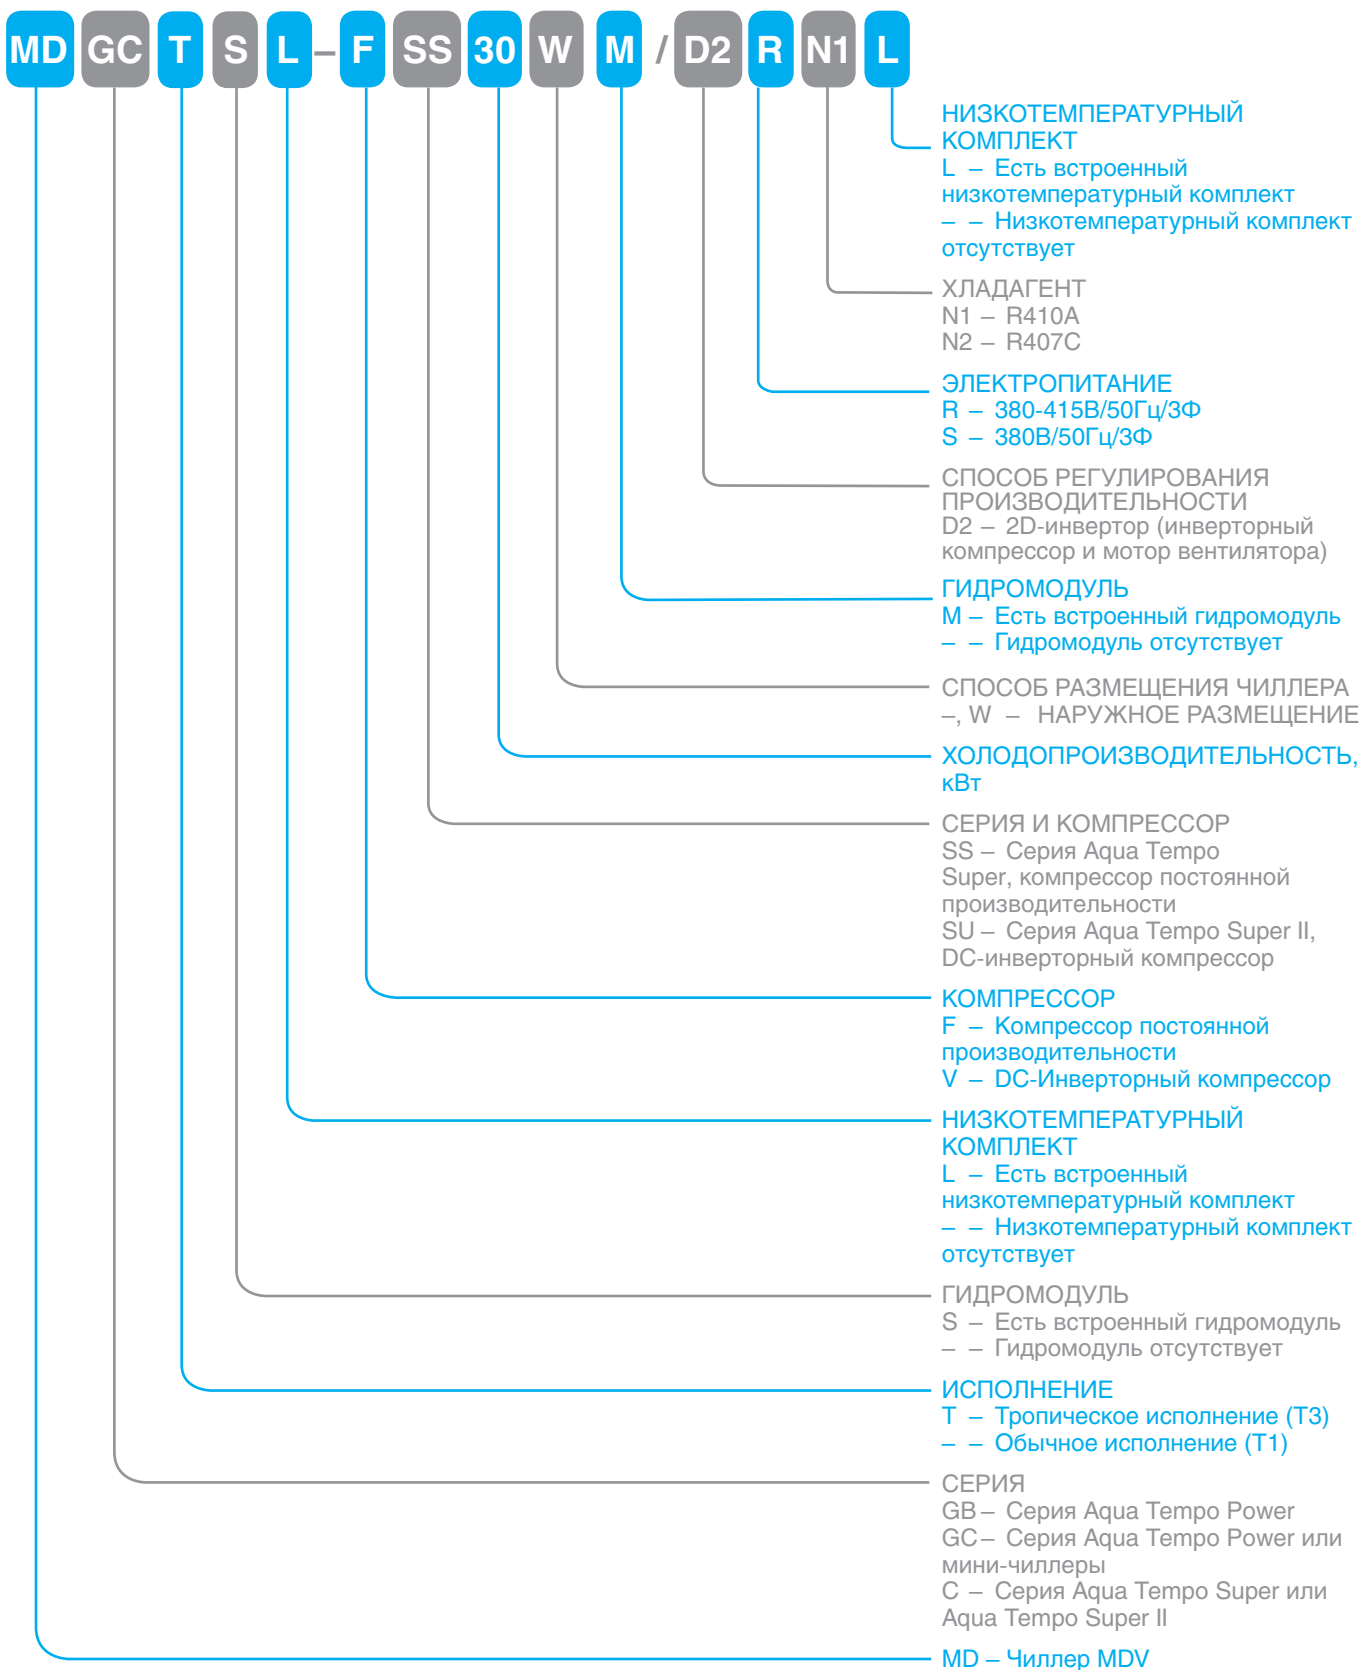 MD GC T S L – F SS 30 W M / D2 R N1 L
НИЗКОТЕМПЕРАТУРНЫЙ
КОМПЛЕКТ
L – Есть встроенный
низкотемпературный комплект
– – Низкотемпературный комплект
отсутствует
ХЛАДАГЕНТ
N1 – R410A
N2 – R407C
ЭЛЕКТРОПИТАНИЕ
R – 380-415В/50Гц/3Ф
S – 380В/50Гц/3Ф
СПОСОБ РЕГУЛИРОВАНИЯ
ПРОИЗВОДИТЕЛЬНОСТИ
D2 – 2D-инвертор (инверторный
компрессор и мотор вентилятора)
ГИДРОМОДУЛЬ
M – Есть встроенный гидромодуль
– – Гидромодуль отсутствует
СПОСОБ РАЗМЕЩЕНИЯ ЧИЛЛЕРА
–, W – НАРУЖНОЕ РАЗМЕЩЕНИЕ
ХОЛОДОПРОИЗВОДИТЕЛЬНОСТЬ,
кВт
СЕРИЯ И КОМПРЕССОР
SS – Серия Aqua Tempo
Super, компрессор постоянной
производительности
SU – Серия Aqua Tempo Super II,
DC-инверторный компрессор
КОМПРЕССОР
F – Компрессор постоянной
производительности
V – DC-Инверторный компрессор
НИЗКОТЕМПЕРАТУРНЫЙ
КОМПЛЕКТ
L – Есть встроенный
низкотемпературный комплект
– – Низкотемпературный комплект
отсутствует
ГИДРОМОДУЛЬ
S – Есть встроенный гидромодуль
– – Гидромодуль отсутствует
ИСПОЛНЕНИЕ
T – Тропическое исполнение (T3)
– – Обычное исполнение (T1)
СЕРИЯ
GB – Серия Aqua Tempo Power
GC – Серия Aqua Tempo Power или
мини-чиллеры
C – Серия Aqua Tempo Super или
Aqua Tempo Super II
MD – Чиллер MDV